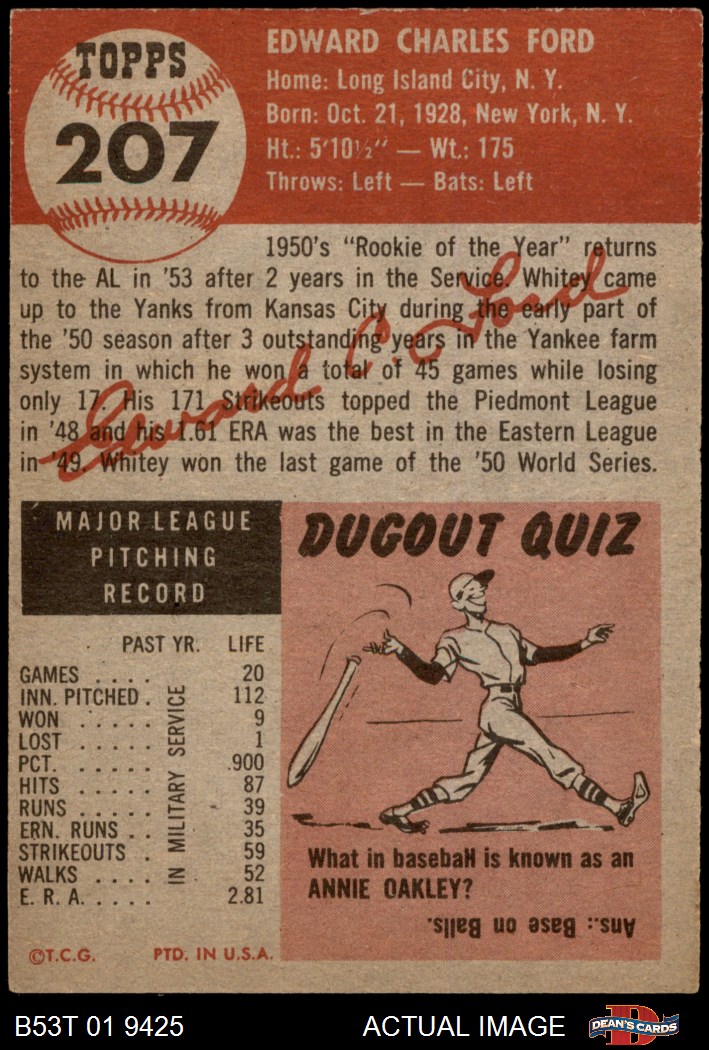 TOPPS
207
EDWARD CHARLES FORD
Home: Long Island City, N. Y.
Born: Oct. 21, 1928, New York, N. Y.
Ht.: 5'10½" — Wt.: 175
Throws: Left — Bats: Left
1950's "Rookie of the Year" returns
to the AL in '53 after 2 years in the Service. Whitey came
up to the Yanks from Kansas City during the early part of
the '50 season after 3 outstanding years in the Yankee farm
system in which he won a total of 45 games while losing
only 17. His 171 Strikeouts topped the Piedmont League
in '48 and his 1.61 ERA was the best in the Eastern League
in '49. Whitey won the last game of the '50 World Series.
Edward C. Ford
MAJOR LEAGUE
PITCHING
RECORD
PAST YR. LIFE
GAMES . . . . 20
INN. PITCHED . 112
WON . . . . . 9
LOST . . . . . 1
PCT. . . . . . .900
HITS . . . . . 87
RUNS . . . . . 39
ERN. RUNS . . 35
STRIKEOUTS . 59
WALKS . . . . 52
E. R. A. . . . . . 2.81
IN MILITARY SERVICE
©T.C.G. PTD. IN U.S.A.
DUGOUT QUIZ
What in baseball is known as an
ANNIE OAKLEY?
Ans.: Base on Balls.
B53T 01 9425
ACTUAL IMAGE
D
DEAN'S CARDS